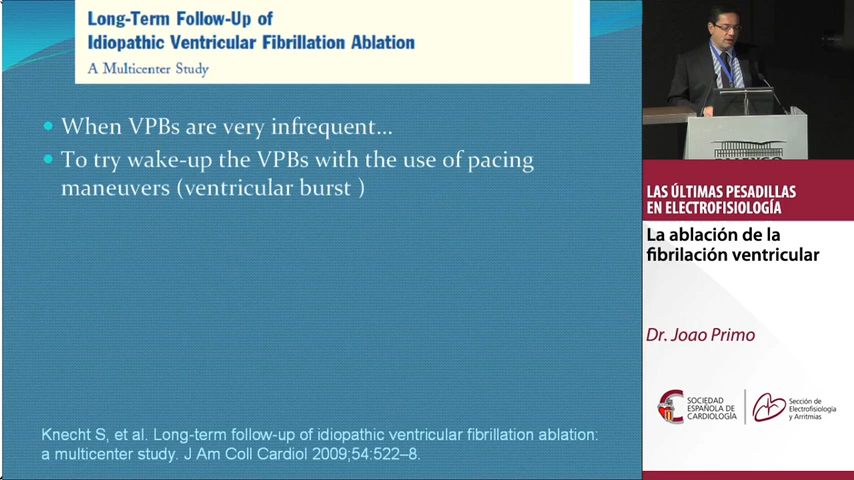 Long-Term Follow-Up of
Idiopathic Ventricular Fibrillation Ablation
A Multicenter Study
When VPBs are very infrequent...
To try wake-up the VPBs with the use of pacing
maneuvers (ventricular burst )
Knecht S, et al. Long-term follow-up of idiopathic ventricular fibrillation ablation:
a multicenter study. J Am Coll Cardiol 2009;54:522–8.
LAS ÚLTIMAS PESADILLAS
EN ELECTROFISIOLOGÍA
La ablación de la
fibrilación ventricular
Dr. Joao Primo
SOCIEDAD
ESPAÑOLA DE
CARDIOLOGÍA
Sección de
Electrofisiología
y Arritmias